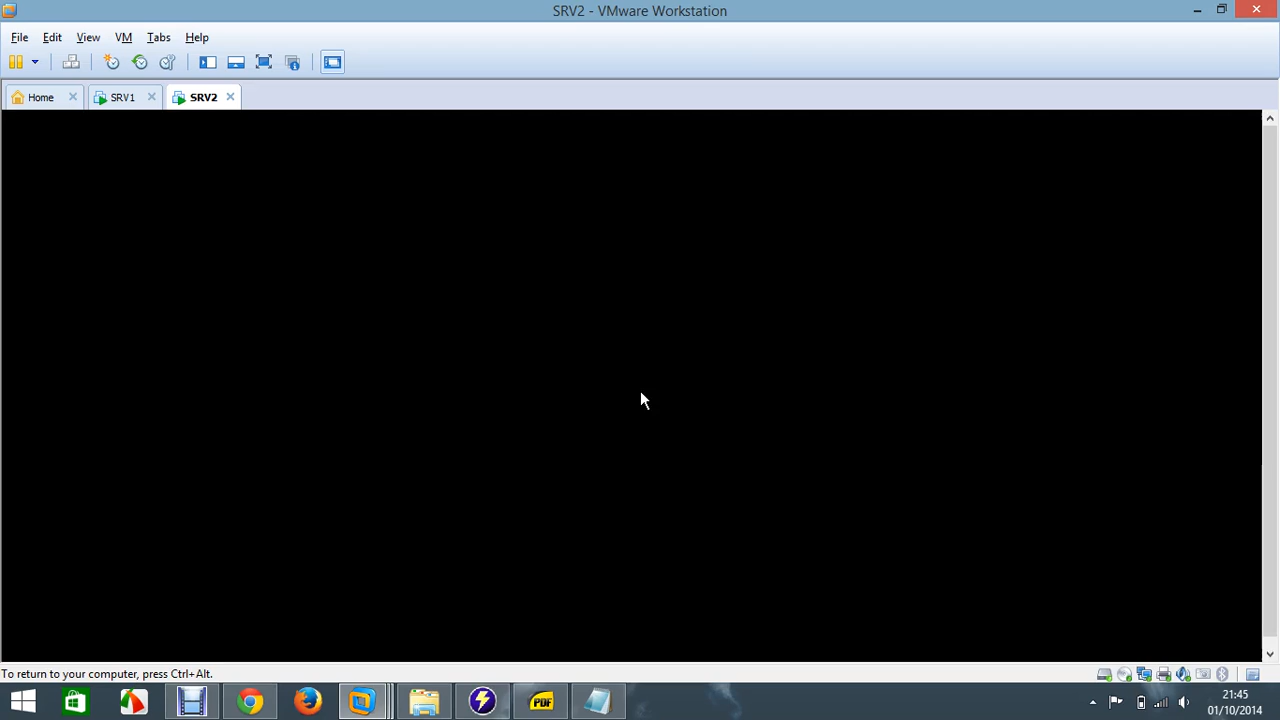 SRV2 - VMware Workstation
File Edit View VM Tabs Help
Home SRV1 SRV2
To return to your computer, press Ctrl+Alt.
PDF
21:45
01/10/2014